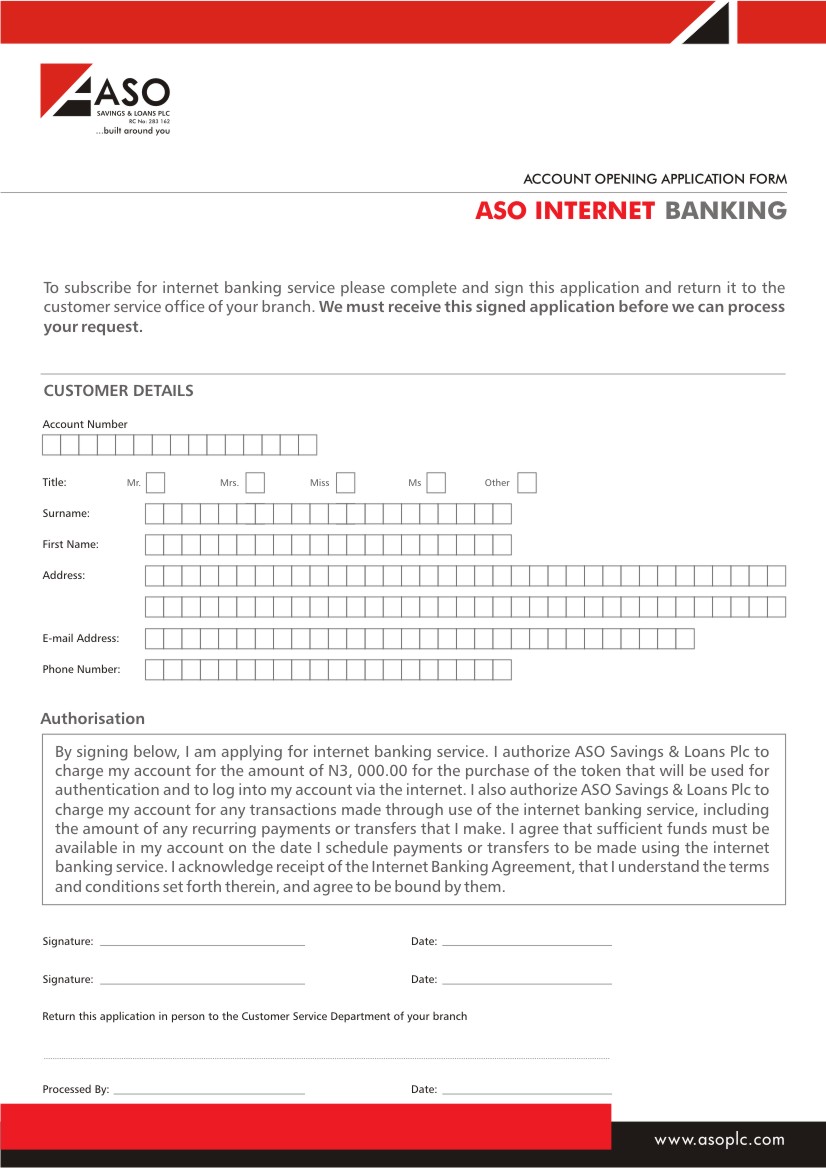 ASO
SAVINGS & LOANS PLC
RC No: 283 162
...built around you
ACCOUNT OPENING APPLICATION FORM
ASO INTERNET BANKING
To subscribe for internet banking service please complete and sign this application and return it to the
customer service office of your branch. We must receive this signed application before we can process
your request.
CUSTOMER DETAILS
Account Number
Title: Mr. Mrs. Miss Ms Other
Surname:
First Name:
Address:
E-mail Address:
Phone Number:
Authorisation
By signing below, I am applying for internet banking service. I authorize ASO Savings & Loans Plc to
charge my account for the amount of N3, 000.00 for the purchase of the token that will be used for
authentication and to log into my account via the internet. I also authorize ASO Savings & Loans Plc to
charge my account for any transactions made through use of the internet banking service, including
the amount of any recurring payments or transfers that I make. I agree that sufficient funds must be
available in my account on the date I schedule payments or transfers to be made using the internet
banking service. I acknowledge receipt of the Internet Banking Agreement, that I understand the terms
and conditions set forth therein, and agree to be bound by them.
Signature: Date:
Signature: Date:
Return this application in person to the Customer Service Department of your branch
Processed By: Date:
www.asoplc.com